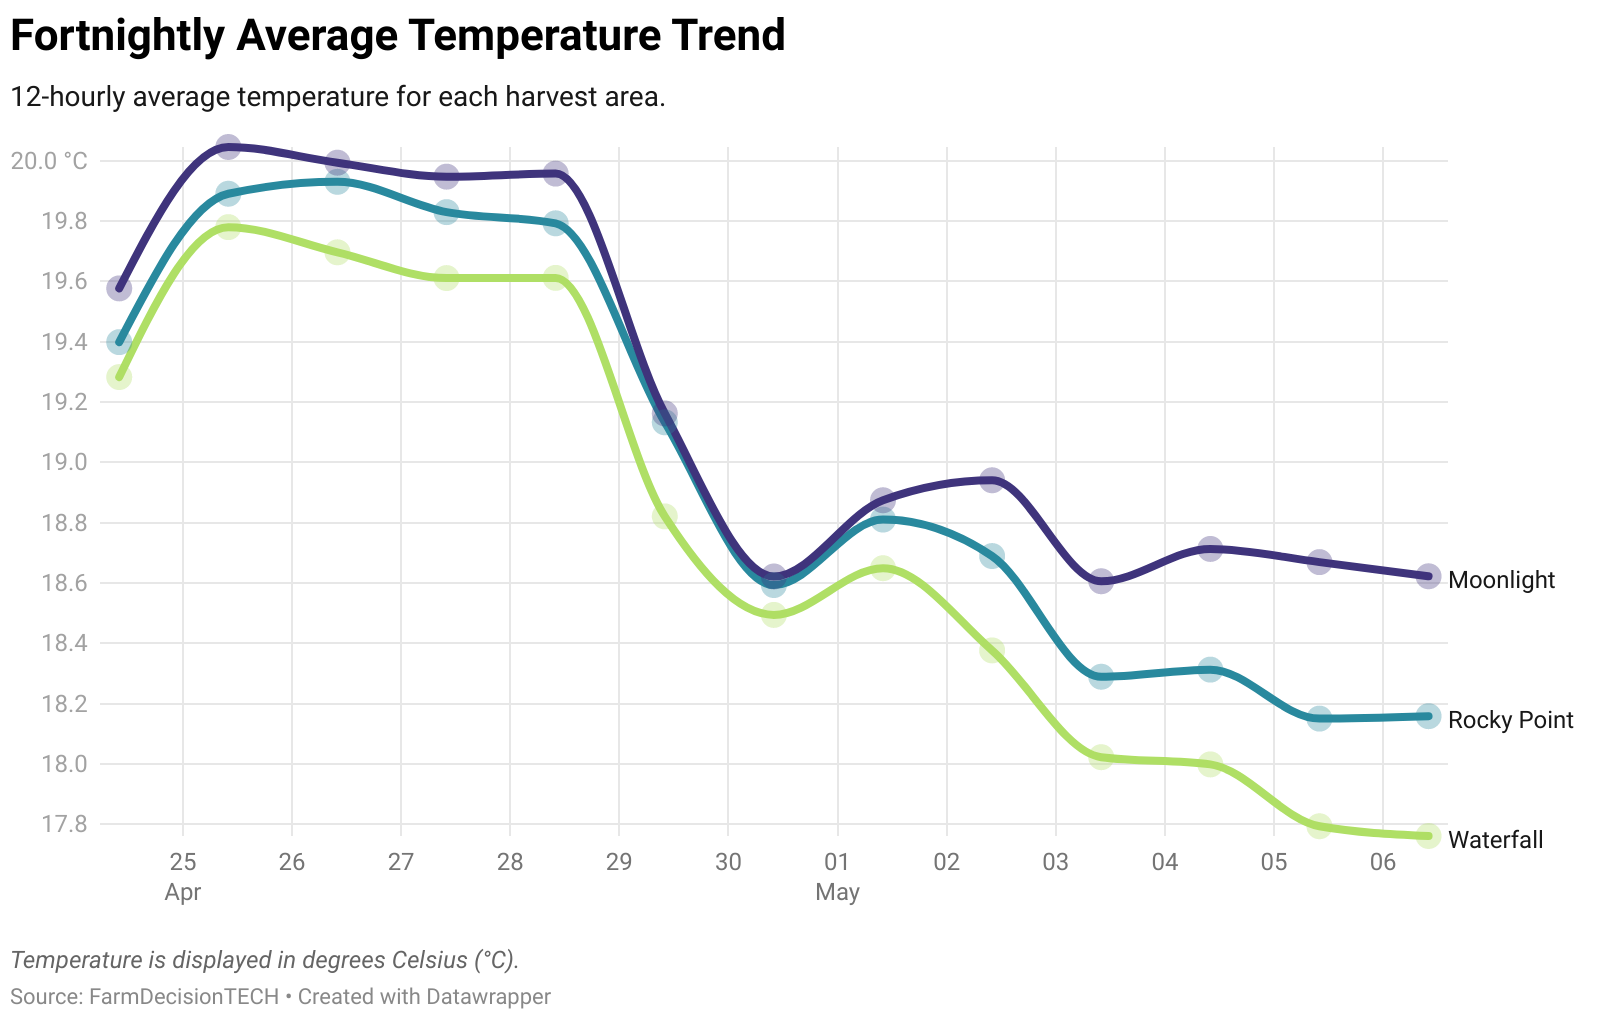 Fortnightly Average Temperature Trend
12-hourly average temperature for each harvest area.
20.0 °C
19.8
19.6
19.4
19.2
19.0
18.8
18.6
18.4
18.2
18.0
17.8
Moonlight
Rocky Point
Waterfall
25 26 27 28 29 30 01 02 03 04 05 06
Apr May
Temperature is displayed in degrees Celsius (°C).
Source: FarmDecisionTECH • Created with Datawrapper